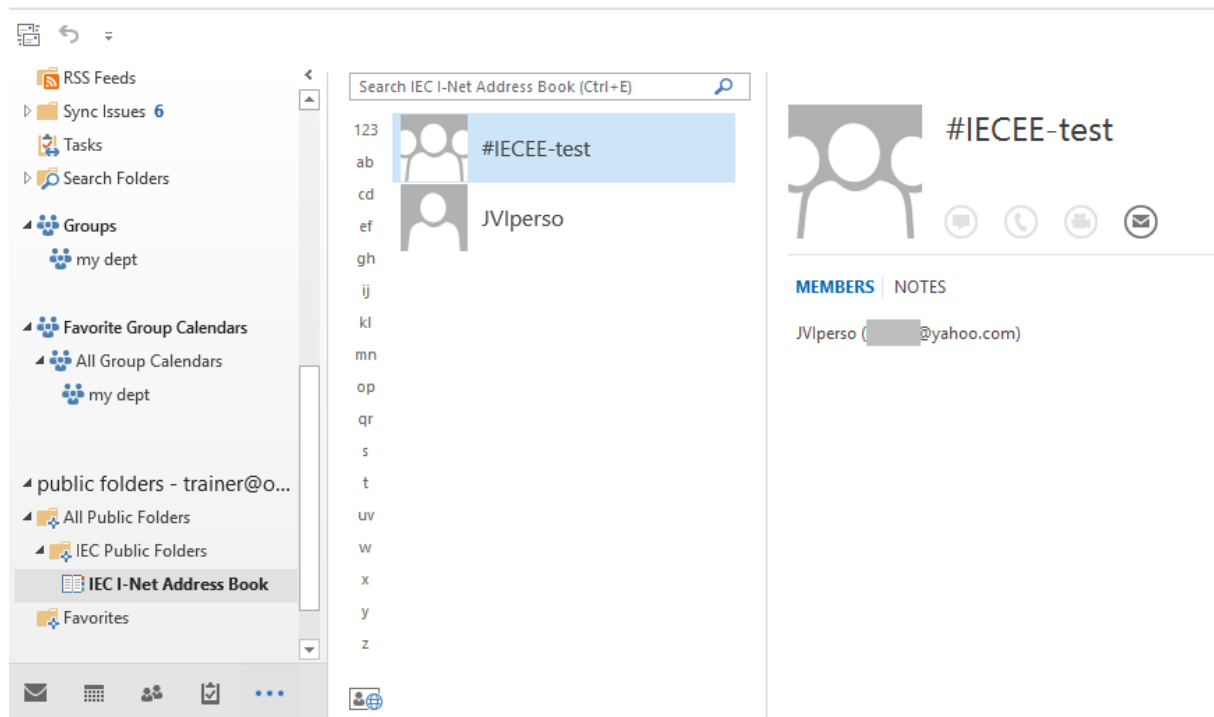 RSS Feeds
Sync Issues 6
Tasks
Search Folders
Groups
my dept
Favorite Group Calendars
All Group Calendars
my dept
public folders - trainer@o...
All Public Folders
IEC Public Folders
IEC I-Net Address Book
Favorites
Search IEC I-Net Address Book (Ctrl+E)
123
ab
cd
ef
gh
ij
kl
mn
op
qr
s
t
uv
w
x
y
z
#IECEE-test
JVIperso
#IECEE-test
MEMBERS NOTES
JVIperso ( @yahoo.com)